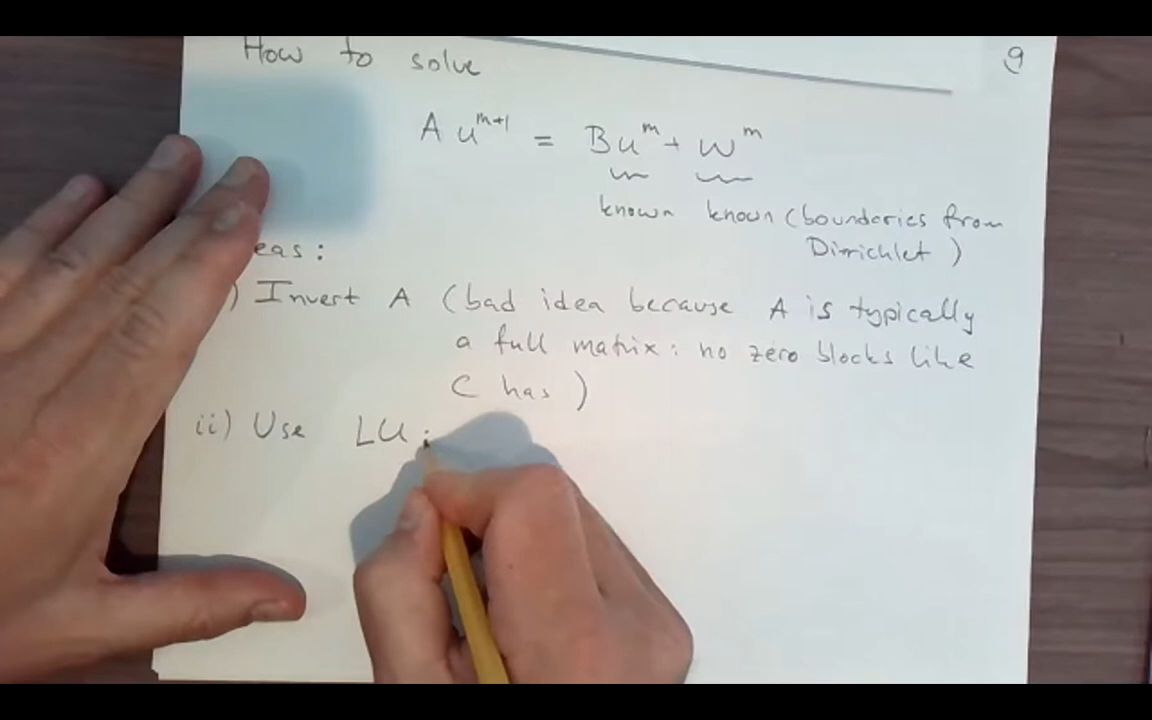 How to solve
9
A u^{m+1} = Bu^m + w^m
known known (boundaries from
Dirichlet)
eas:
) Invert A (bad idea because A is typically
a full matrix: no zero blocks like
C has)
ii) Use LU: